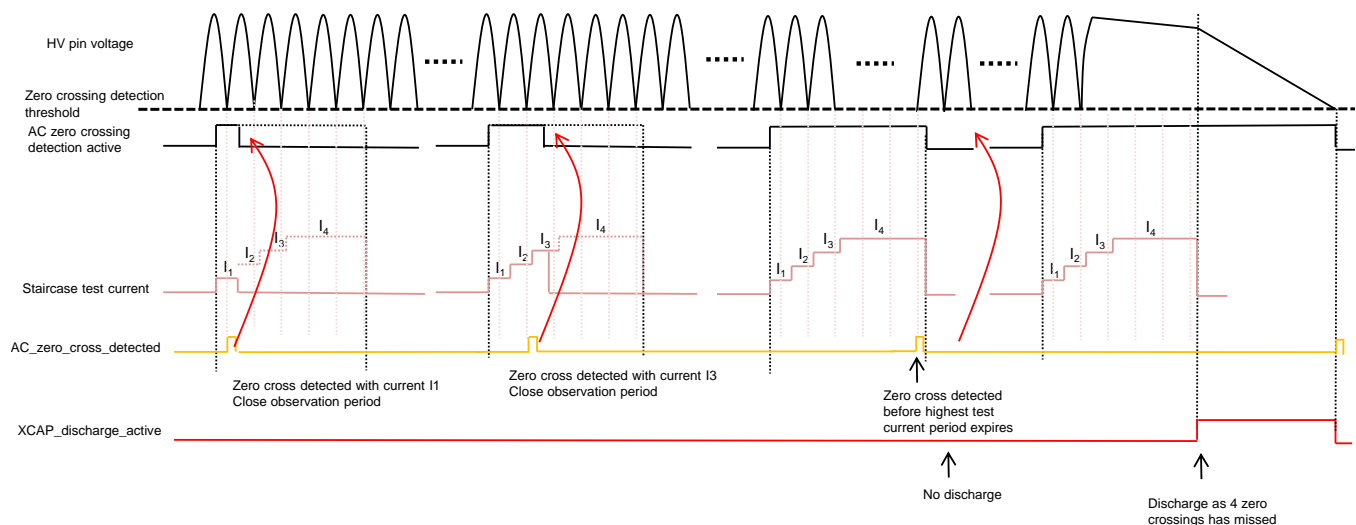 HV pin voltage
Zero crossing detection
threshold
AC zero crossing
detection active
I1
I2
I3
I4
I1
I2
I3
I4
I1
I2
I3
I4
I1
I2
I3
I4
Staircase test current
AC_zero_cross_detected
Zero cross detected with current I1
Close observation period
Zero cross detected with current I3
Close observation period
Zero cross detected
before highest test
current period expires
XCAP_discharge_active
No discharge
Discharge as 4 zero
crossings has missed